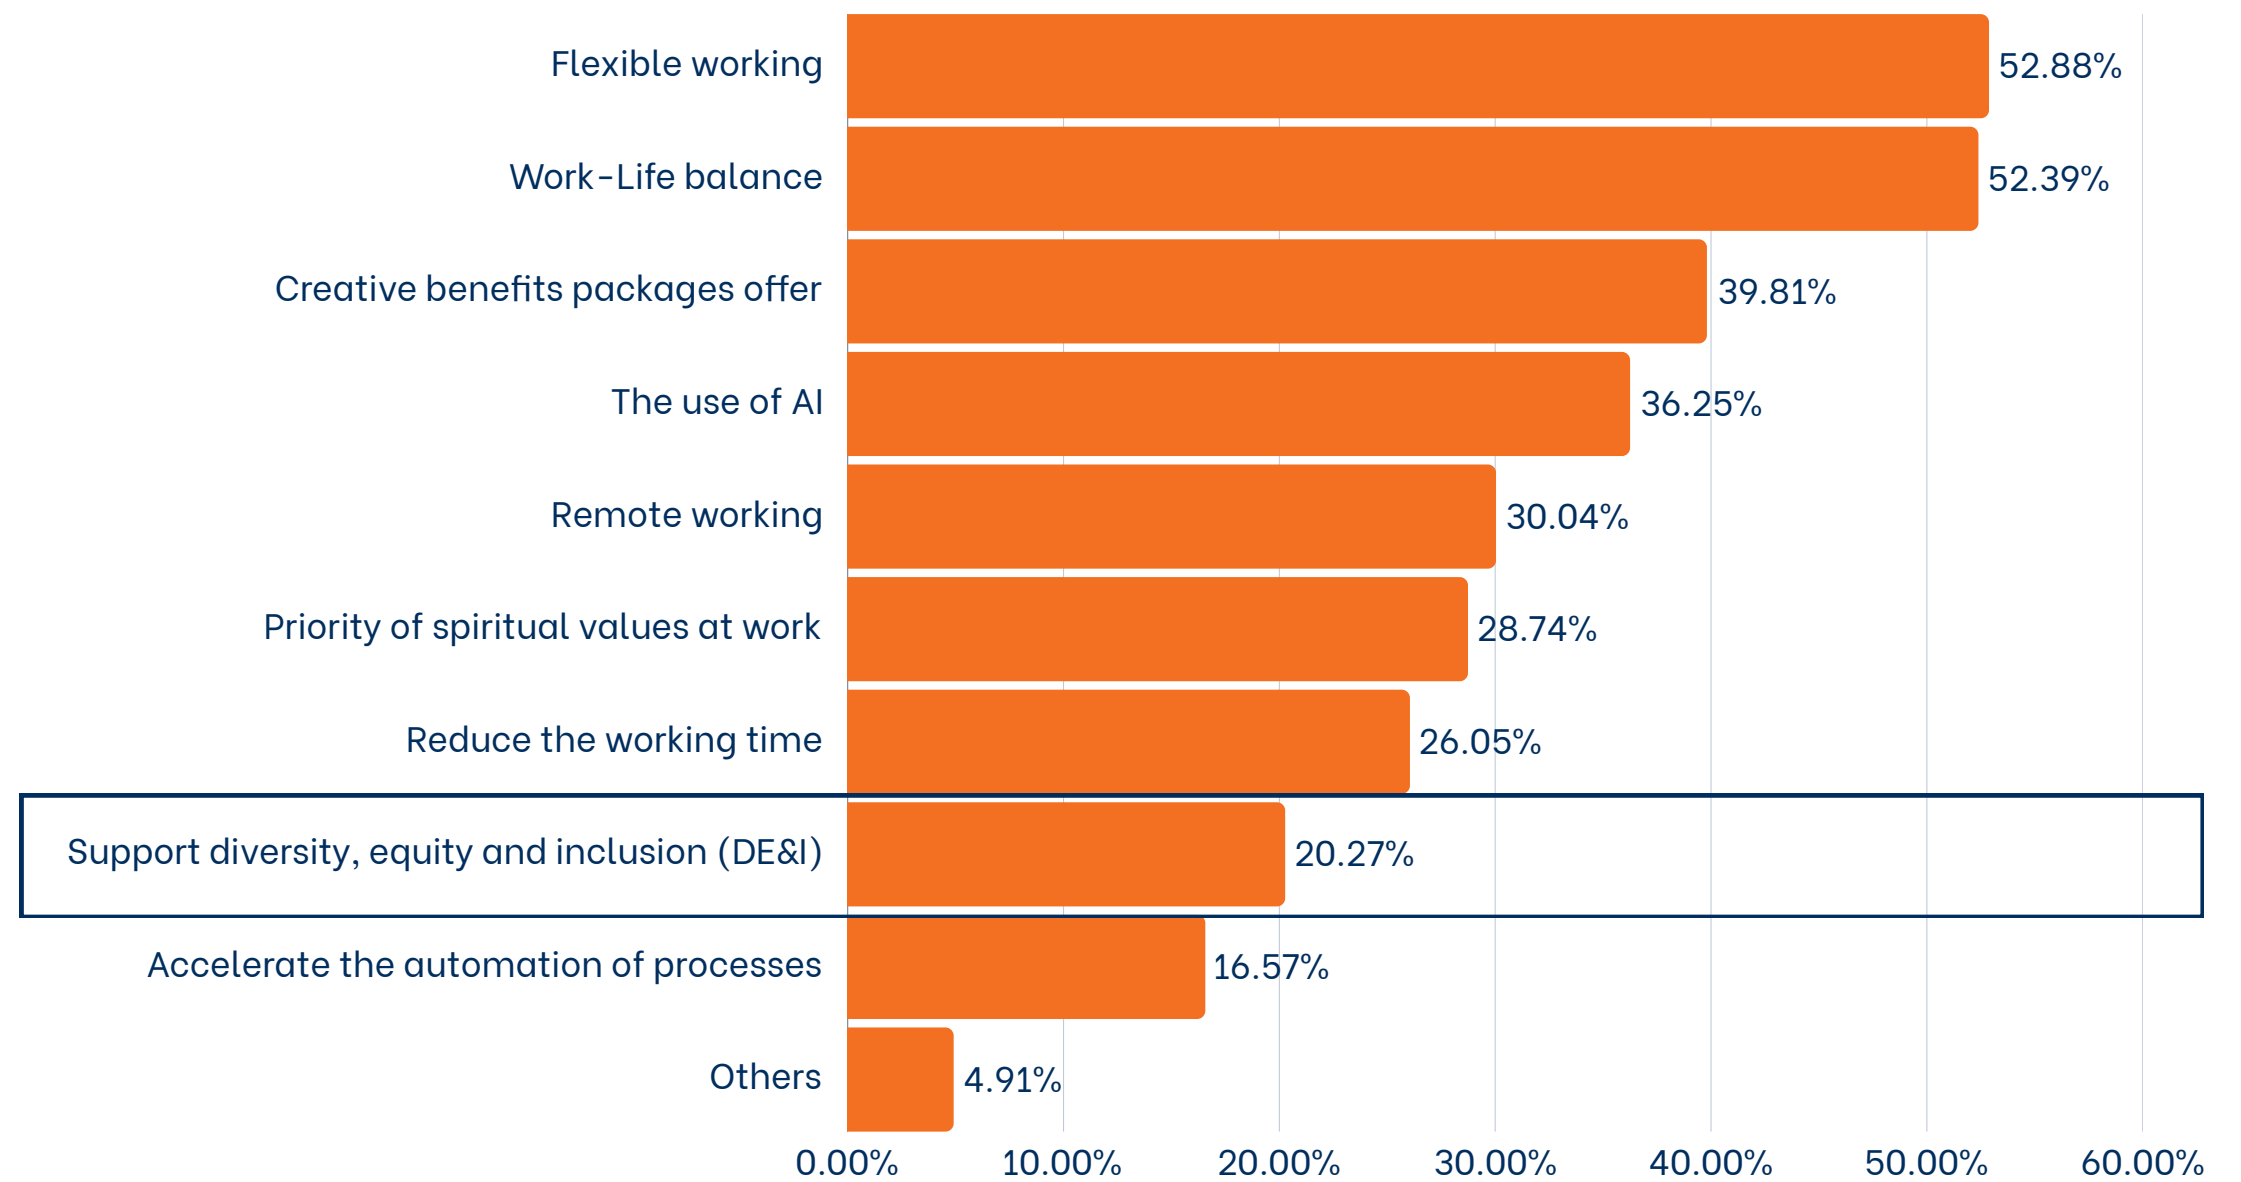 Flexible working 52.88%
Work-Life balance 52.39%
Creative benefits packages offer 39.81%
The use of AI 36.25%
Remote working 30.04%
Priority of spiritual values at work 28.74%
Reduce the working time 26.05%
Support diversity, equity and inclusion (DE&I) 20.27%
Accelerate the automation of processes 16.57%
Others 4.91%
0.00% 10.00% 20.00% 30.00% 40.00% 50.00% 60.00%